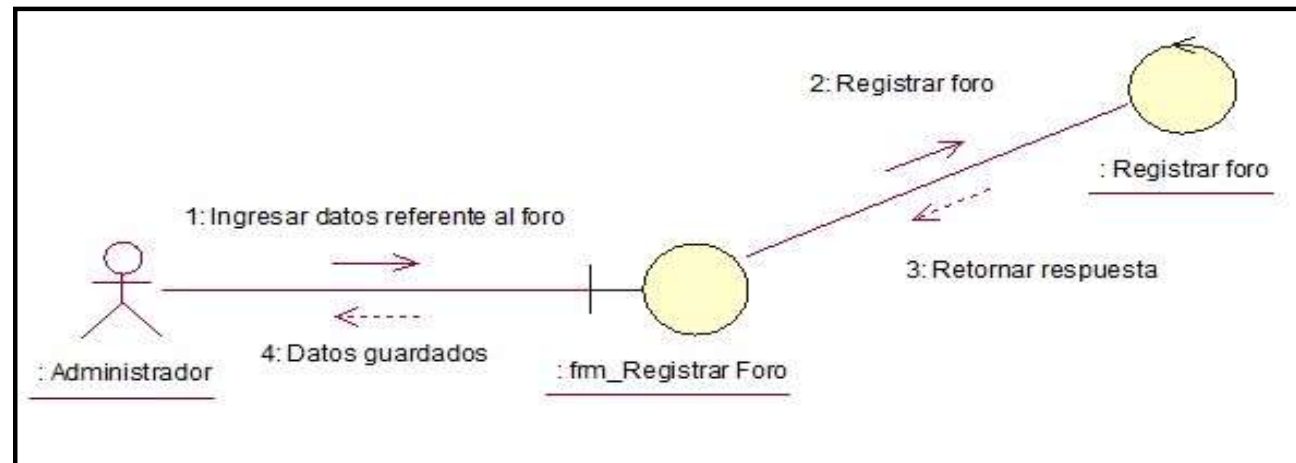 2: Registrar foro
: Registrar foro
1: Ingresar datos referente al foro
3: Retornar respuesta
4: Datos guardados
: Administrador
: frm_Registrar Foro